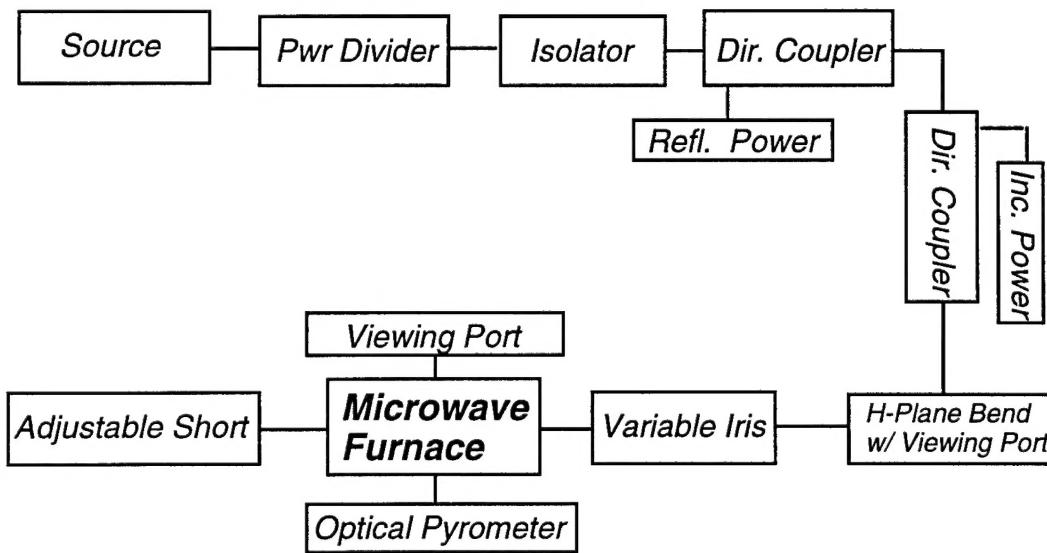 Source
Pwr Divider
Isolator
Dir. Coupler
Refl. Power
Dir. Coupler
Inc. Power
Viewing Port
Adjustable Short
Microwave
Furnace
Variable Iris
H-Plane Bend
w/ Viewing Port
Optical Pyrometer